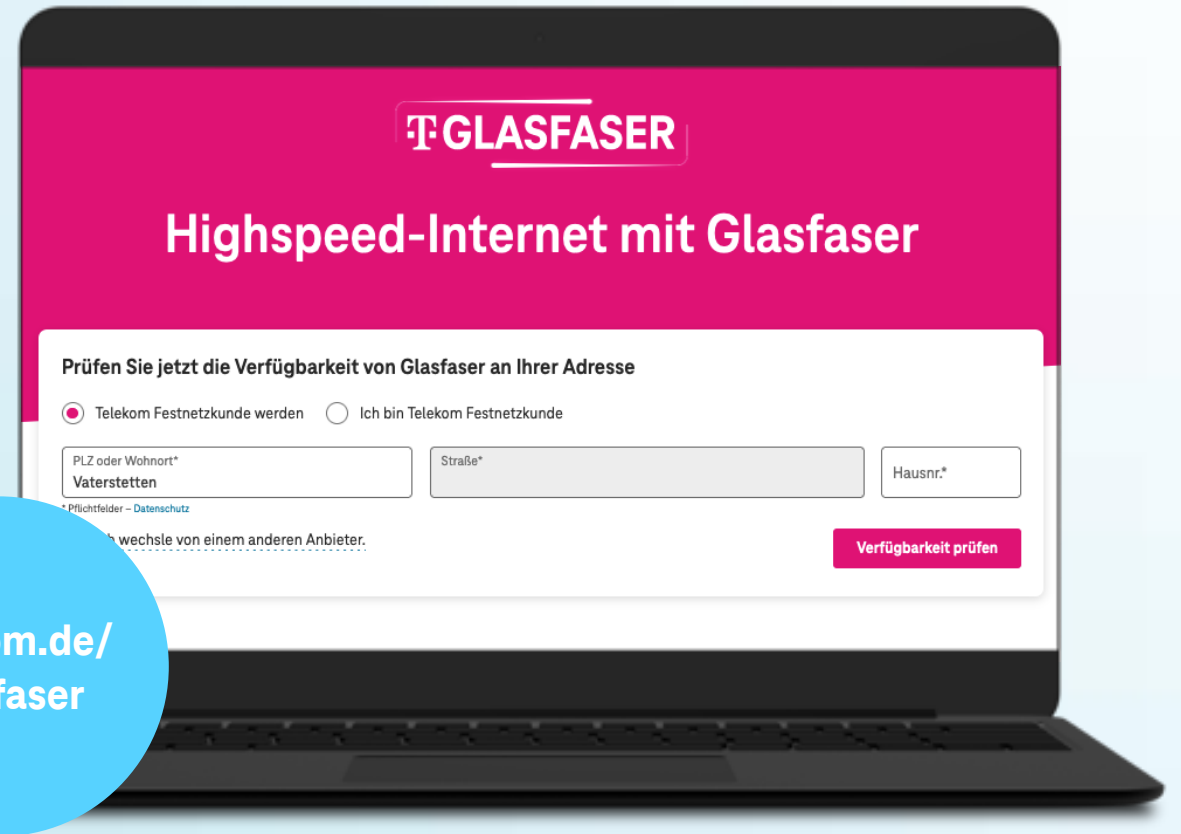 GLASFASER
Highspeed-Internet mit Glasfaser
Prüfen Sie jetzt die Verfügbarkeit von Glasfaser an Ihrer Adresse
Telekom Festnetzkunde werden Ich bin Telekom Festnetzkunde
PLZ oder Wohnort* Straße* Hausnr.*
Vaterstetten
* Pflichtfelder – Datenschutz
wechsle von einem anderen Anbieter.
Verfügbarkeit prüfen
m.de/
faser